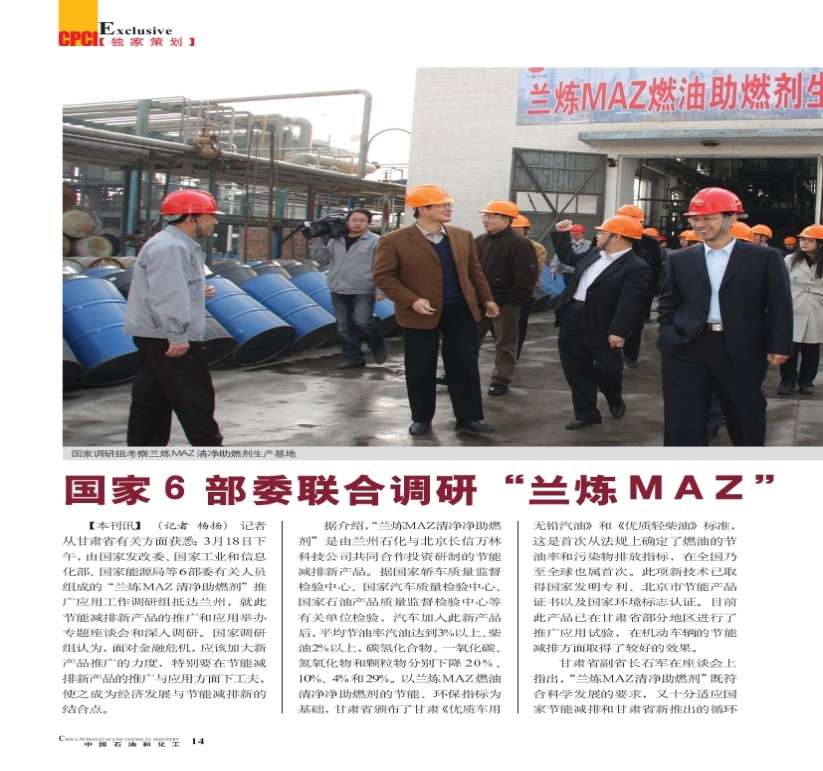 Exclusive
CPCI【独家策划】
兰炼MAZ燃油助燃剂生
国家调研组考察兰炼MAZ清净助燃剂生产基地
国家6部委联合调研“兰炼MAZ”
【本刊讯】（记者 杨扬）记者
从甘肃省有关方面获悉：3月18日下
午，由国家发改委、国家工业和信息
化部、国家能源局等6部委有关人员
组成的“兰炼MAZ清净助燃剂”推
广应用工作调研组抵达兰州，就此
节能减排新产品的推广和应用举办
专题座谈会和深入调研。国家调研
组认为，面对金融危机，应该加大新
产品推广的力度，特别要在节能减
排新产品的推广与应用方面下工夫，
使之成为经济发展与节能减排新的
结合点。
据介绍，“兰炼MAZ清净净助燃
剂”是由兰州石化与北京长信万林
科技公司共同合作投资研制的节能
减排新产品。据国家轿车质量监督
检验中心、国家汽车质量检验中心、
国家石油产品质量监督检验中心等
有关单位检验，汽车加入此新产品
后，平均节油率汽油达到3%以上、柴
油2%以上，碳氢化合物、一氧化碳、
氮氧化物和颗粒物分别下降20%、
10%、4%和29%。以兰炼MAZ燃油
清净净助燃剂的节能、环保指标为
基础，甘肃省颁布了甘肃《优质车用
无铅汽油》和《优质轻柴油》标准，
这是首次从法规上确定了燃油的节
油率和污染物排放指标，在全国乃
至全球也属首次。此项新技术已取
得国家发明专利、北京市节能产品
证书以及国家环境标志认证。目前
此产品已在甘肃省部分地区进行了
推广应用试验，在机动车辆的节能
减排方面取得了较好的效果。
甘肃省副省长石军在座谈会上
指出，“兰炼MAZ清净助燃剂”既符
合科学发展的要求，又十分适应国
家节能减排和甘肃省新推出的循环
CHINA PETROLEUM AND CHEMICAL INDUSTRY
中国石油和化工 14